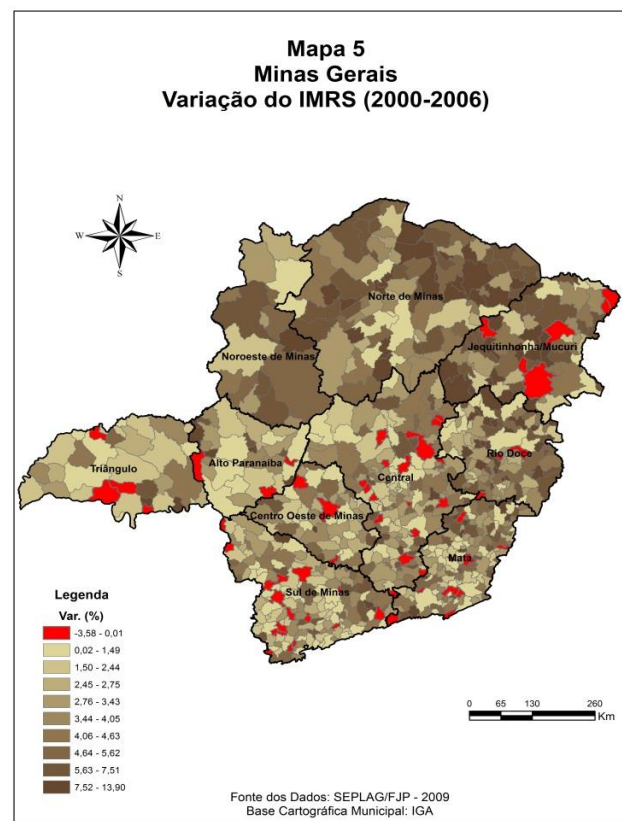 Mapa 5
Minas Gerais
Variação do IMRS (2000-2006)
N
W E
S
Norte de Minas
Jequitinhonha/Mucuri
Noroeste de Minas
Triângulo
Alto Paranaíba
Rio Doce
Central
Centro Oeste de Minas
Mata
Sul de Minas
Legenda
Var. (%)
-3,58 - 0,01
0,02 - 1,49
1,50 - 2,44
2,45 - 2,75
2,76 - 3,43
3,44 - 4,05
4,06 - 4,63
4,64 - 5,62
5,63 - 7,51
7,52 - 13,90
0 65 130 260
Km
Fonte dos Dados: SEPLAG/FJP - 2009
Base Cartográfica Municipal: IGA